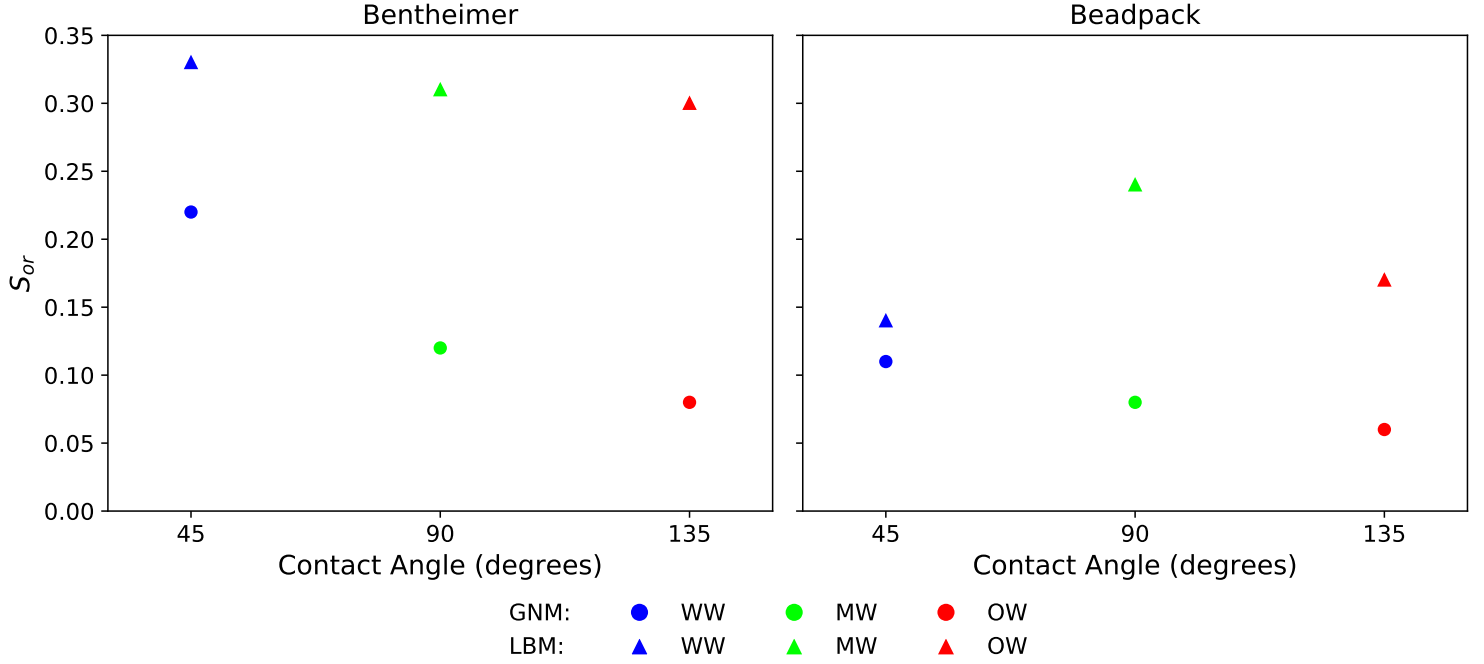 Bentheimer
Beadpack
0.35
0.30
0.25
0.20
0.15
0.10
0.05
0.00
S_or
45 90 135
45 90 135
Contact Angle (degrees)
Contact Angle (degrees)
GNM: WW MW OW
LBM: WW MW OW